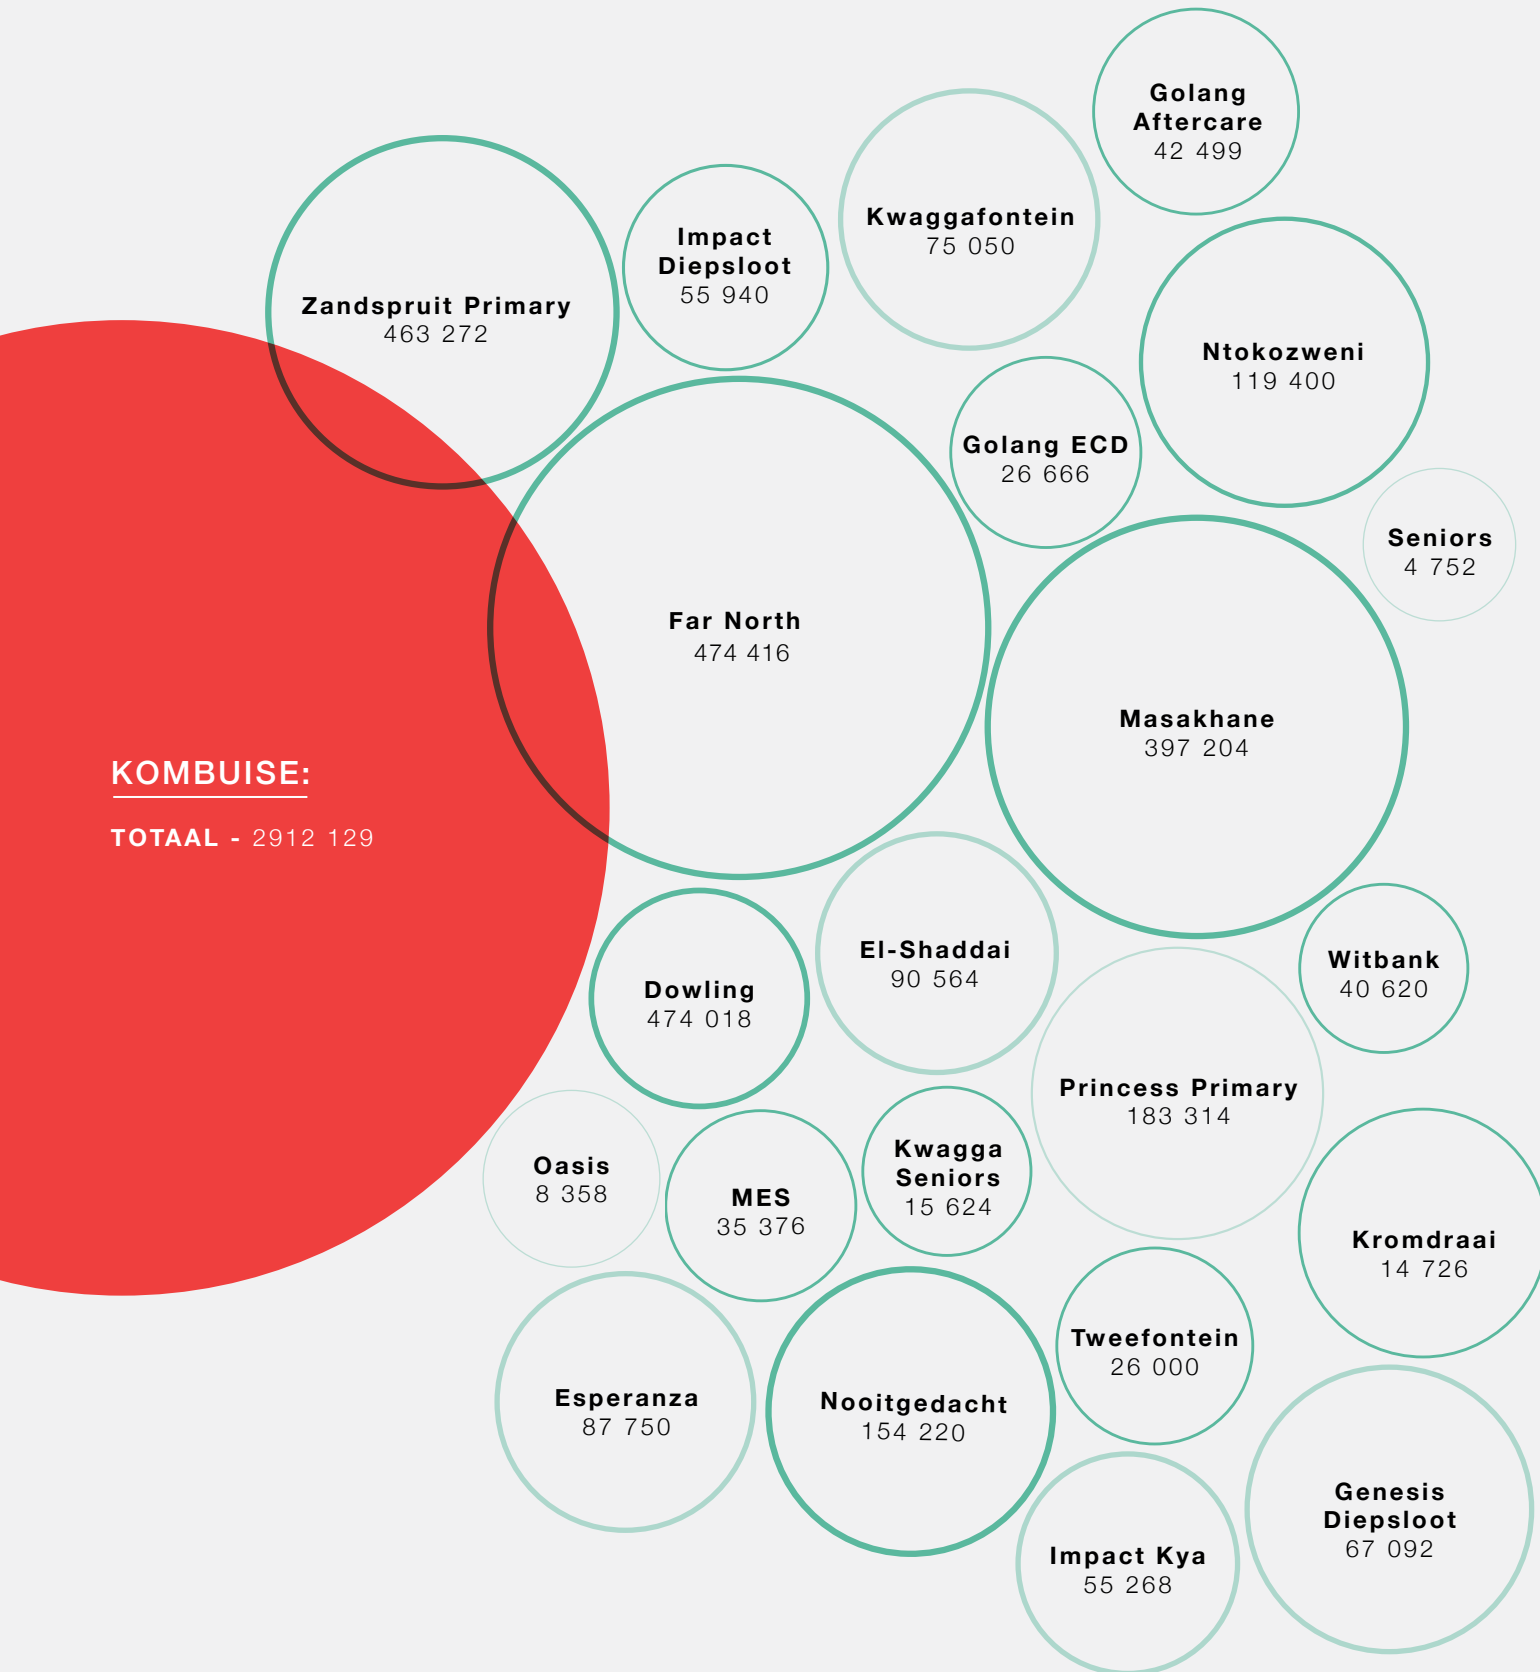 Golang
Aftercare
42 499
Kwaggafontein
75 050
Impact
Diepsloot
55 940
Zandspruit Primary
463 272
Ntokozweni
119 400
Golang ECD
26 666
Seniors
4 752
Far North
474 416
Masakhane
397 204
KOMBUISE:
TOTAAL - 2912 129
El-Shaddai
90 564
Witbank
40 620
Dowling
474 018
Princess Primary
183 314
Kwagga
Seniors
15 624
Oasis
8 358
MES
35 376
Kromdraai
14 726
Tweefontein
26 000
Esperanza
87 750
Nooitgedacht
154 220
Genesis
Diepsloot
67 092
Impact Kya
55 268